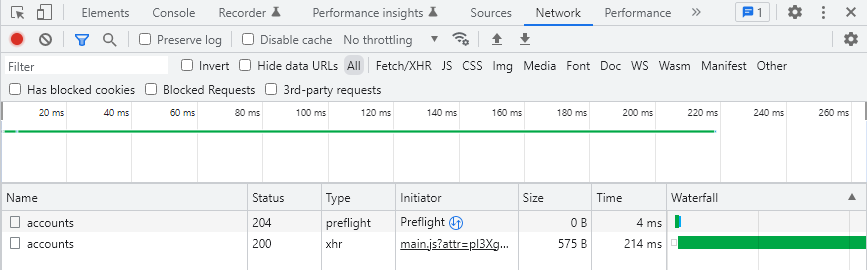 Elements Console Recorder Performance insights Sources Network Performance » 1
Preserve log Disable cache No throttling
Filter Invert Hide data URLs All Fetch/XHR JS CSS Img Media Font Doc WS Wasm Manifest Other
Has blocked cookies Blocked Requests 3rd-party requests
20 ms 40 ms 60 ms 80 ms 100 ms 120 ms 140 ms 160 ms 180 ms 200 ms 220 ms 240 ms 260 ms
Name Status Type Initiator Size Time Waterfall
accounts 204 preflight Preflight 0 B 4 ms
accounts 200 xhr main.js?attr=pI3Xg... 575 B 214 ms